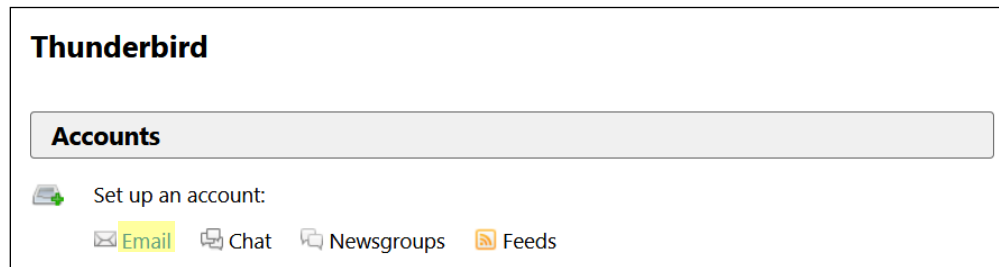 Thunderbird
Accounts
Set up an account:
Email Chat Newsgroups Feeds